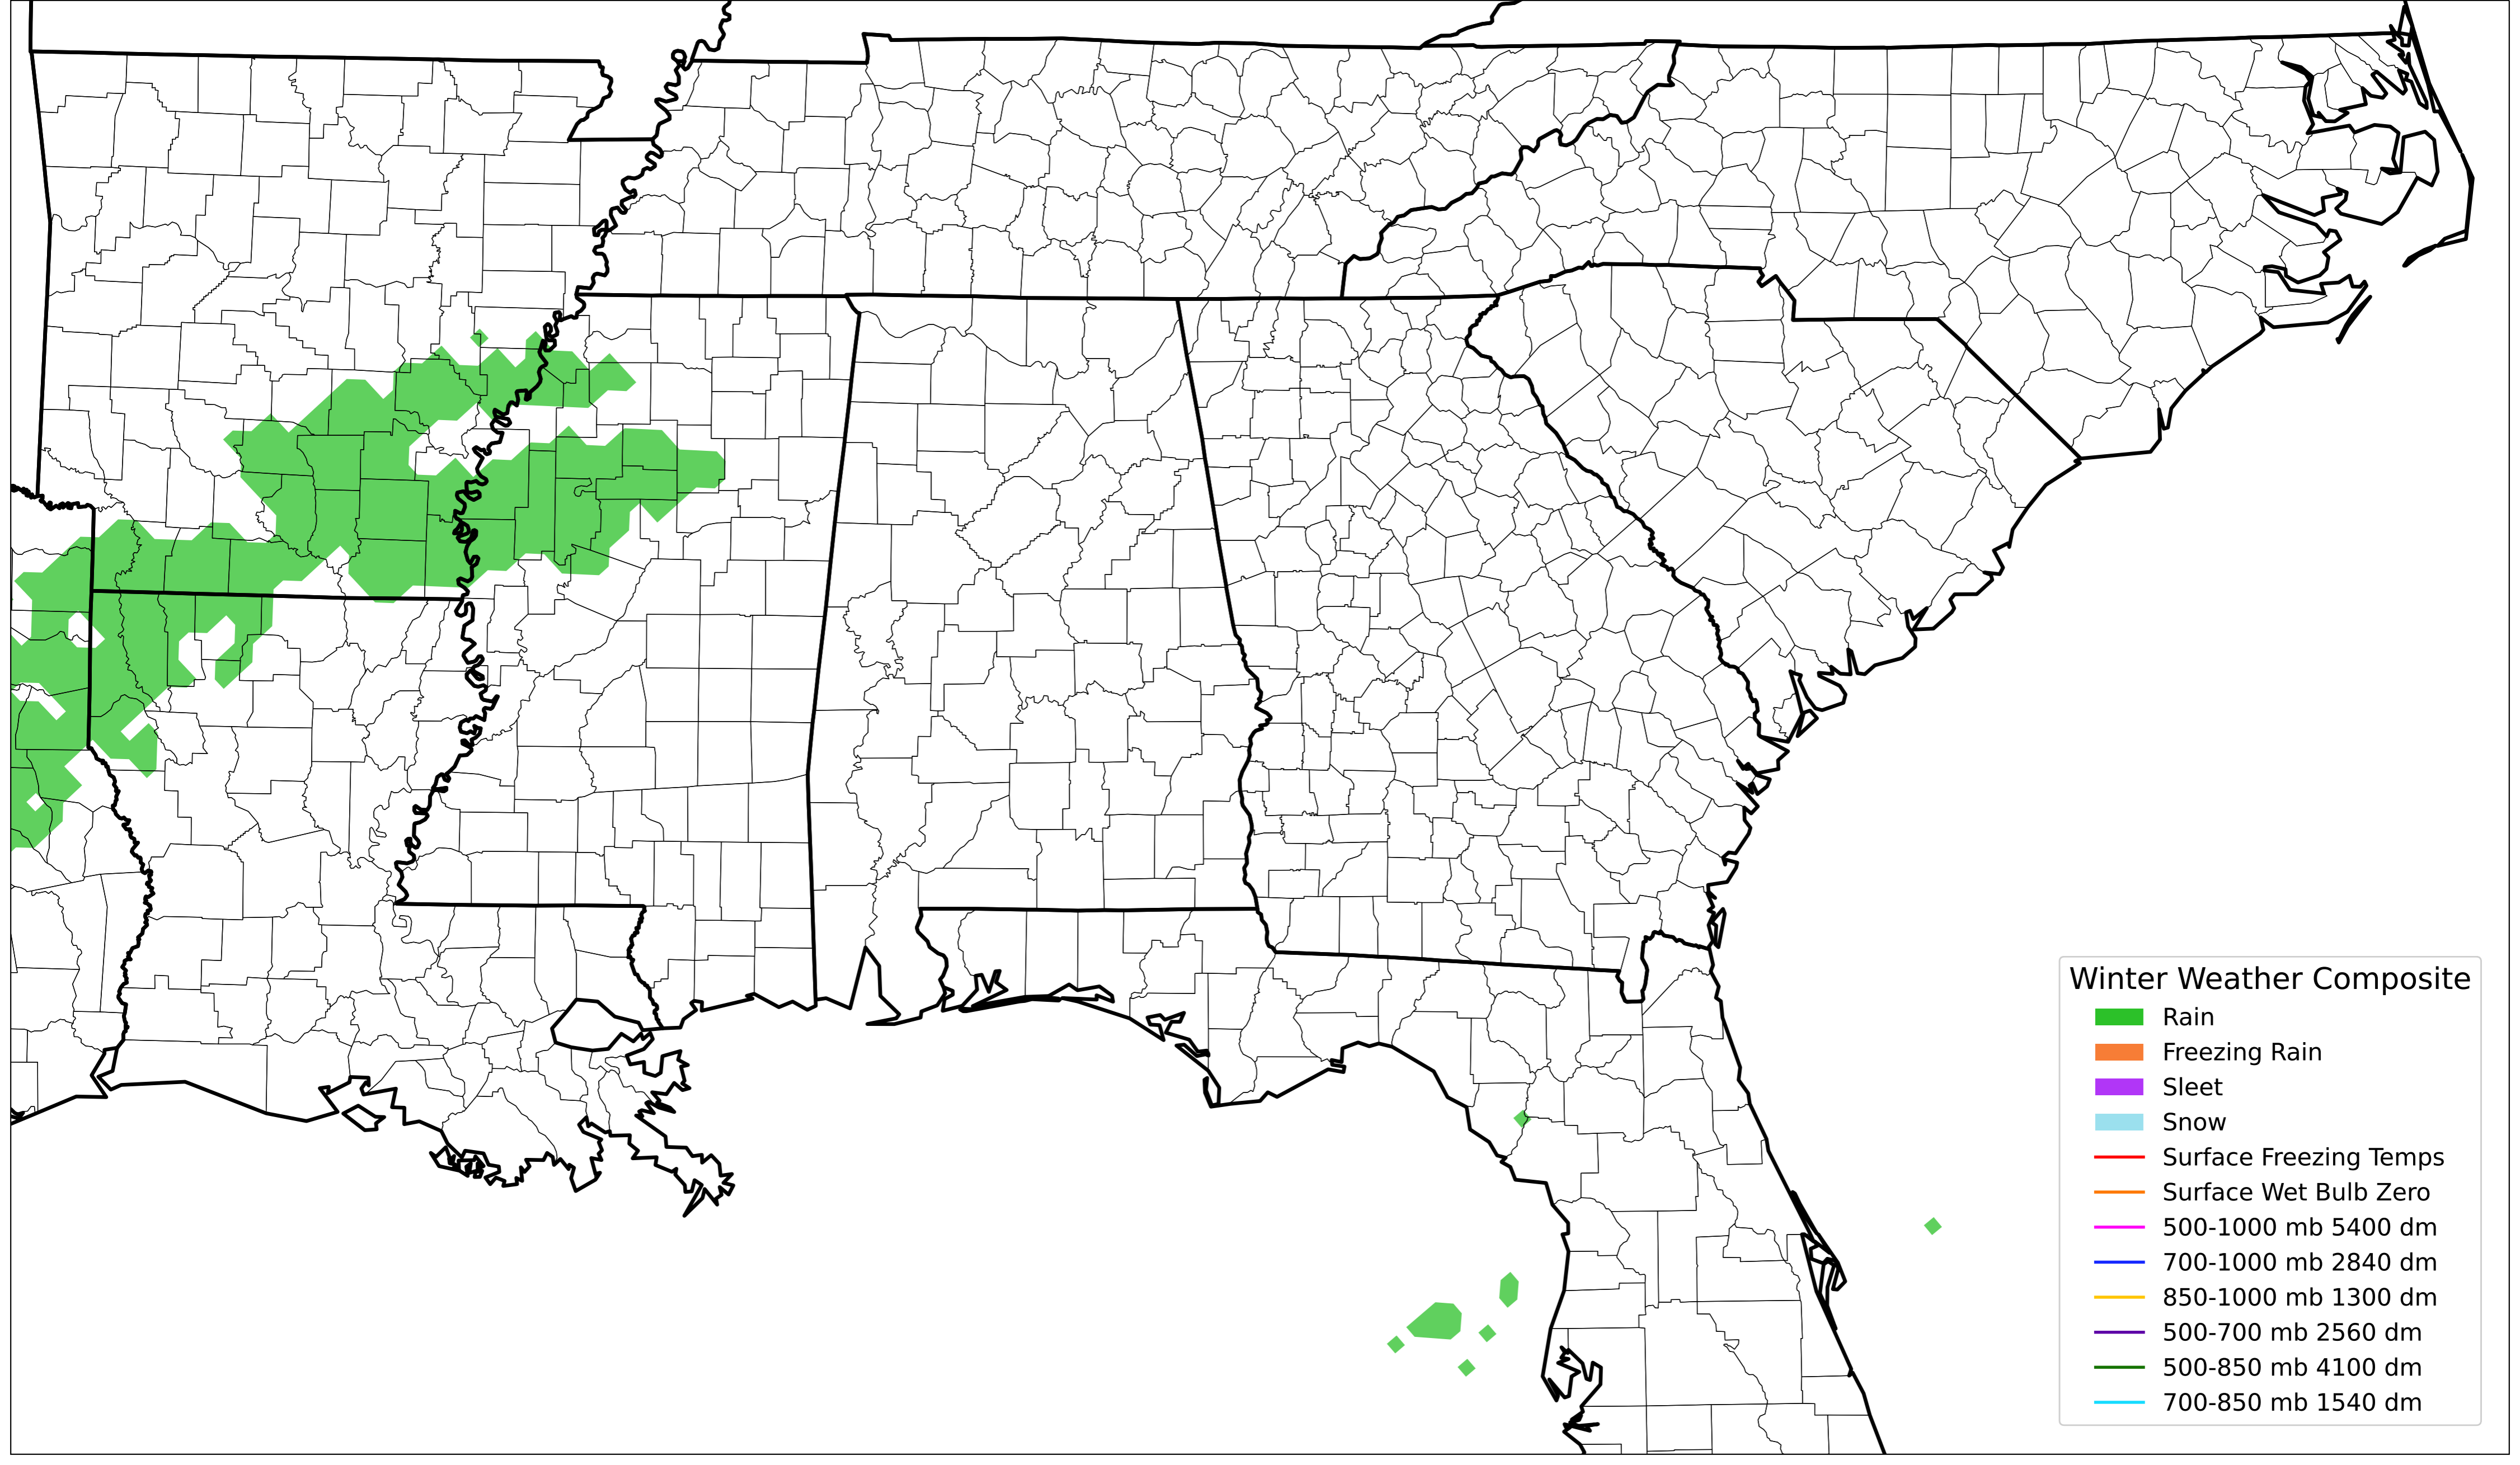 Winter Weather Composite
Rain
Freezing Rain
Sleet
Snow
Surface Freezing Temps
Surface Wet Bulb Zero
500-1000 mb 5400 dm
700-1000 mb 2840 dm
850-1000 mb 1300 dm
500-700 mb 2560 dm
500-850 mb 4100 dm
700-850 mb 1540 dm